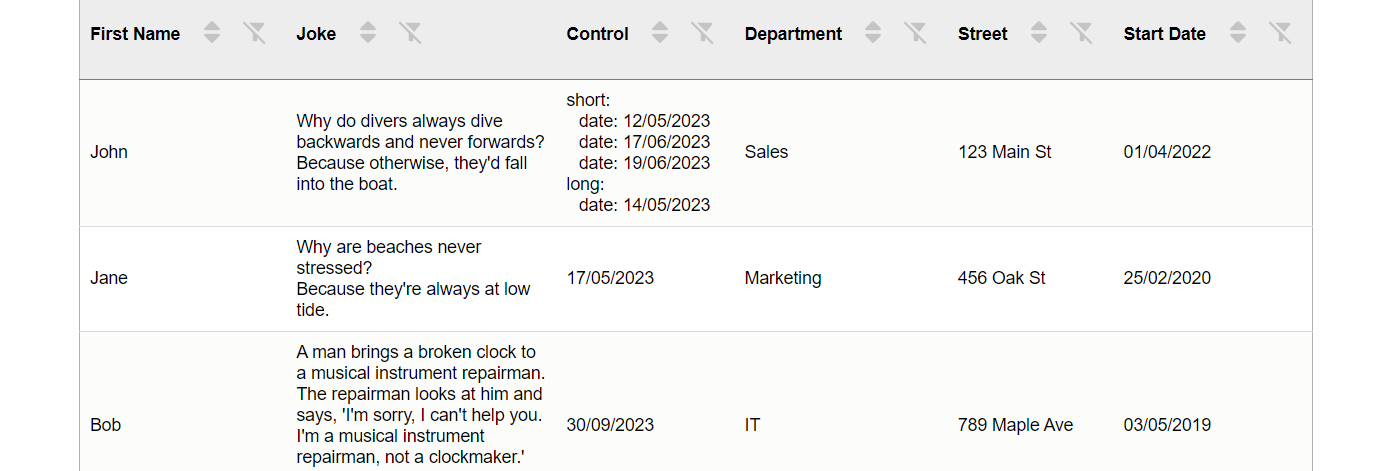 First Name Joke Control Department Street Start Date
John
Why do divers always dive
backwards and never forwards?
Because otherwise, they'd fall
into the boat.
short:
date: 12/05/2023
date: 17/06/2023
date: 19/06/2023
long:
date: 14/05/2023
Sales
123 Main St
01/04/2022
Jane
Why are beaches never
stressed?
Because they're always at low
tide.
17/05/2023
Marketing
456 Oak St
25/02/2020
Bob
A man brings a broken clock to
a musical instrument repairman.
The repairman looks at him and
says, 'I'm sorry, I can't help you.
I'm a musical instrument
repairman, not a clockmaker.'
30/09/2023
IT
789 Maple Ave
03/05/2019